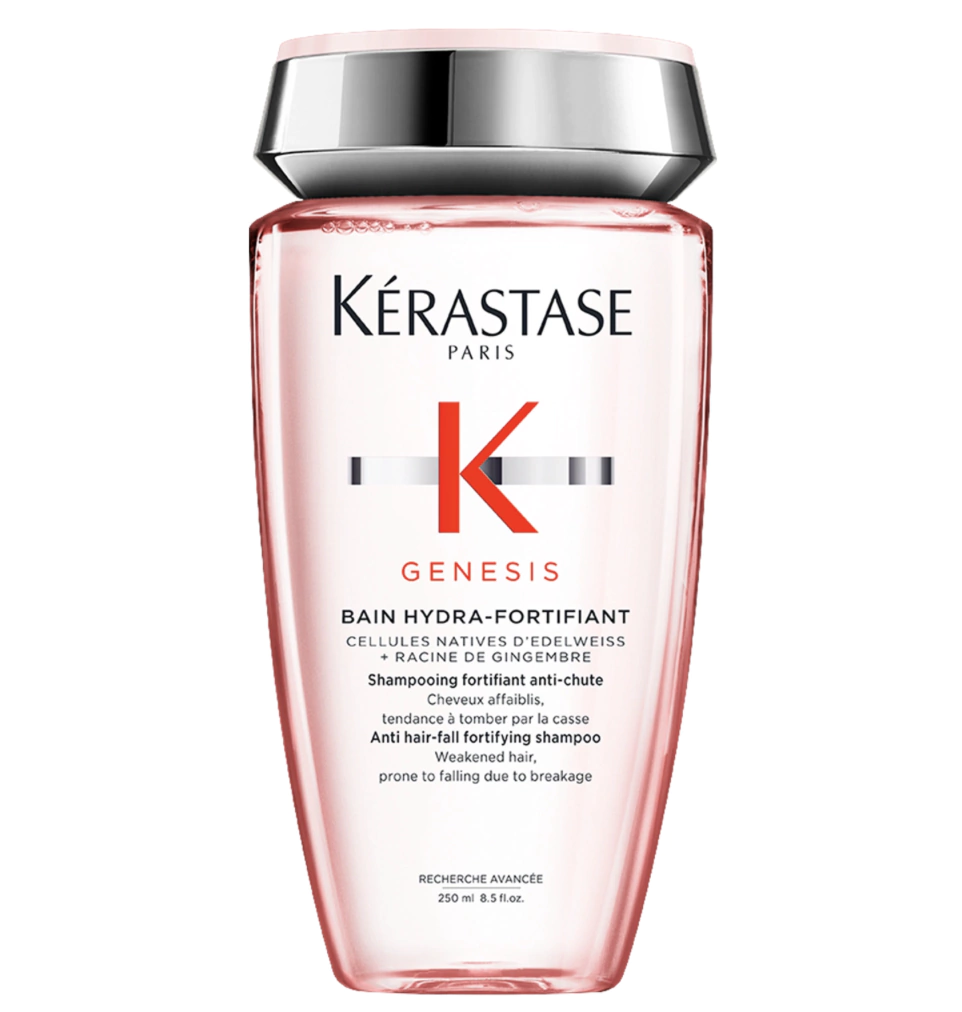 KÉRASTASE
PARIS
K
GENESIS
BAIN HYDRA-FORTIFIANT
CELLULES NATIVES D'EDELWEISS
+ RACINE DE GINGEMBRE
Shampooing fortifiant anti-chute
Cheveux affaiblis,
tendance à tomber par la casse
Anti hair-fall fortifying shampoo
Weakened hair,
prone to falling due to breakage
RECHERCHE AVANCÉE
250 ml 8.5 fl.oz.